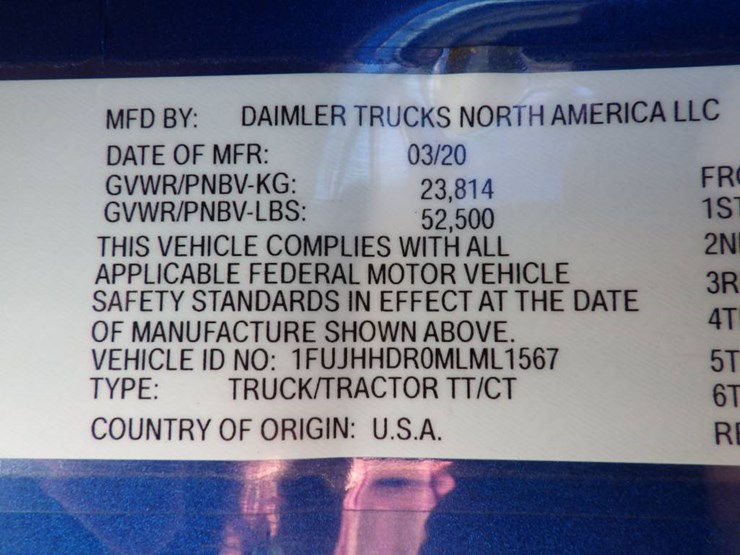 MFD BY: DAIMLER TRUCKS NORTH AMERICA LLC
DATE OF MFR: 03/20
GVWR/PNBV-KG: 23,814
GVWR/PNBV-LBS: 52,500
THIS VEHICLE COMPLIES WITH ALL
APPLICABLE FEDERAL MOTOR VEHICLE
SAFETY STANDARDS IN EFFECT AT THE DATE
OF MANUFACTURE SHOWN ABOVE.
VEHICLE ID NO: 1FUJHHDR0MLML1567
TYPE: TRUCK/TRACTOR TT/CT
COUNTRY OF ORIGIN: U.S.A.